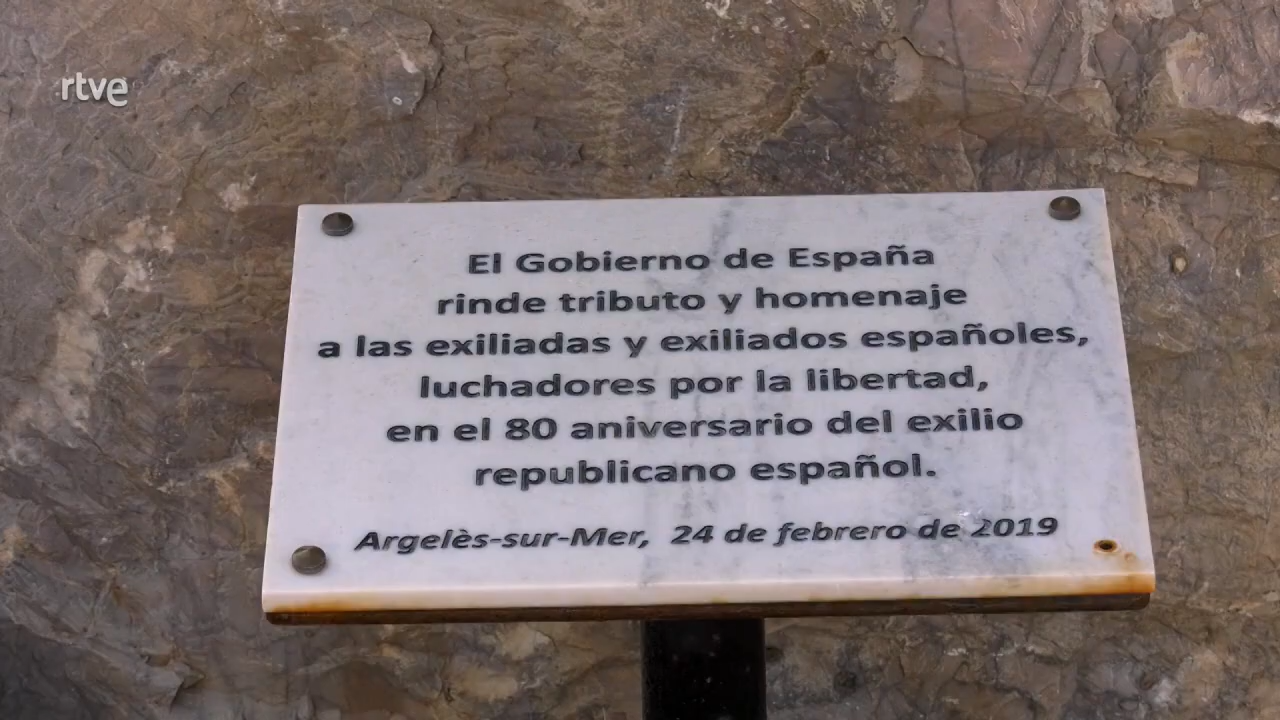 rtve
El Gobierno de España
rinde tributo y homenaje
a las exiliadas y exiliados españoles,
luchadores por la libertad,
en el 80 aniversario del exilio
republicano español.
Argelès-sur-Mer, 24 de febrero de 2019